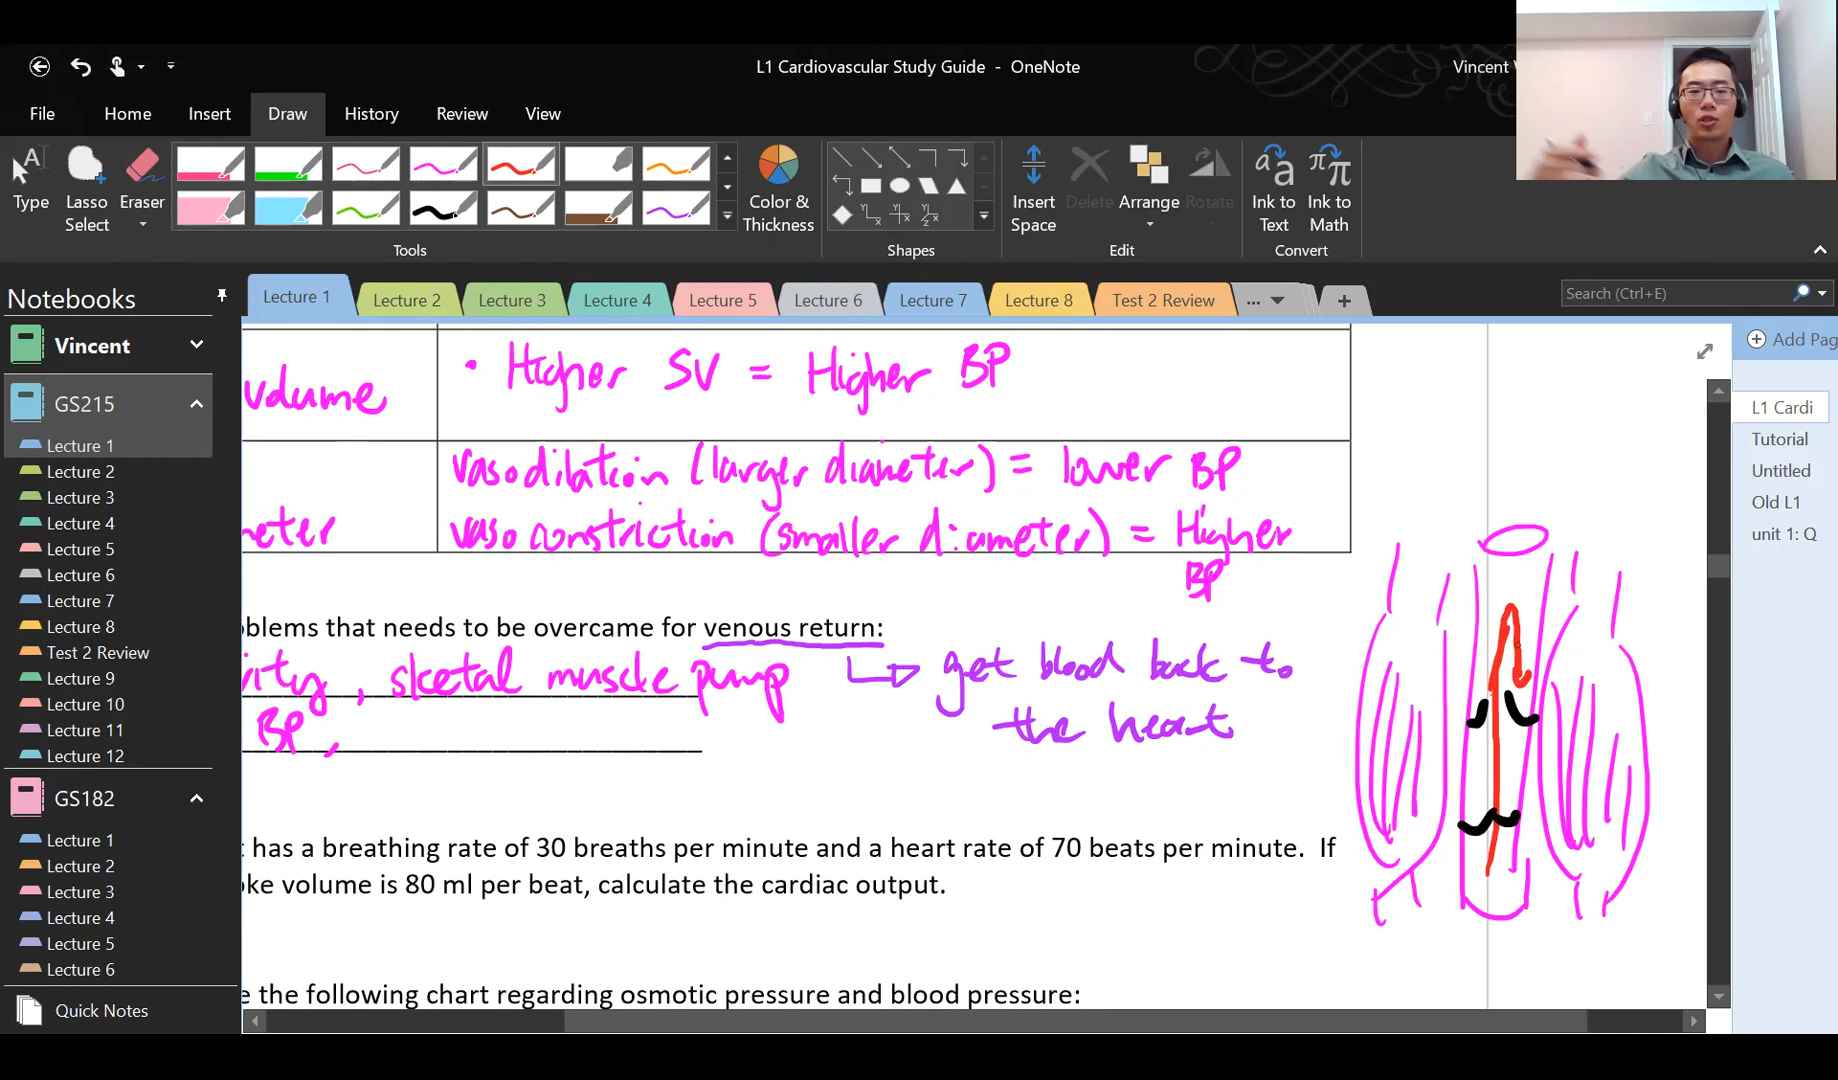 L1 Cardiovascular Study Guide - OneNote
Vincent
File Home Insert Draw History Review View
Type
Lasso Select
Eraser
Color & Thickness
Insert Space
Delete
Arrange
Rotate
Ink to Text
Ink to Math
Tools
Shapes
Edit
Convert
Notebooks
Lecture 1 Lecture 2 Lecture 3 Lecture 4 Lecture 5 Lecture 6 Lecture 7 Lecture 8 Test 2 Review ...
Search (Ctrl+E)
Vincent
GS215
Lecture 1
Lecture 2
Lecture 3
Lecture 4
Lecture 5
Lecture 6
Lecture 7
Lecture 8
Test 2 Review
Lecture 9
Lecture 10
Lecture 11
Lecture 12
GS182
Lecture 1
Lecture 2
Lecture 3
Lecture 4
Lecture 5
Lecture 6
Quick Notes
volume
• Higher SV = Higher BP
meter
vasodilation (larger diameter) = lower BP
vasoconstriction (smaller diameter) = Higher
BP
oblems that needs to be overcame for venous return:
vity, sketal muscle pump
BP,
get blood back to
the heart
t has a breathing rate of 30 breaths per minute and a heart rate of 70 beats per minute. If
ke volume is 80 ml per beat, calculate the cardiac output.
e the following chart regarding osmotic pressure and blood pressure:
Add Pag
L1 Cardi
Tutorial
Untitled
Old L1
unit 1: Q